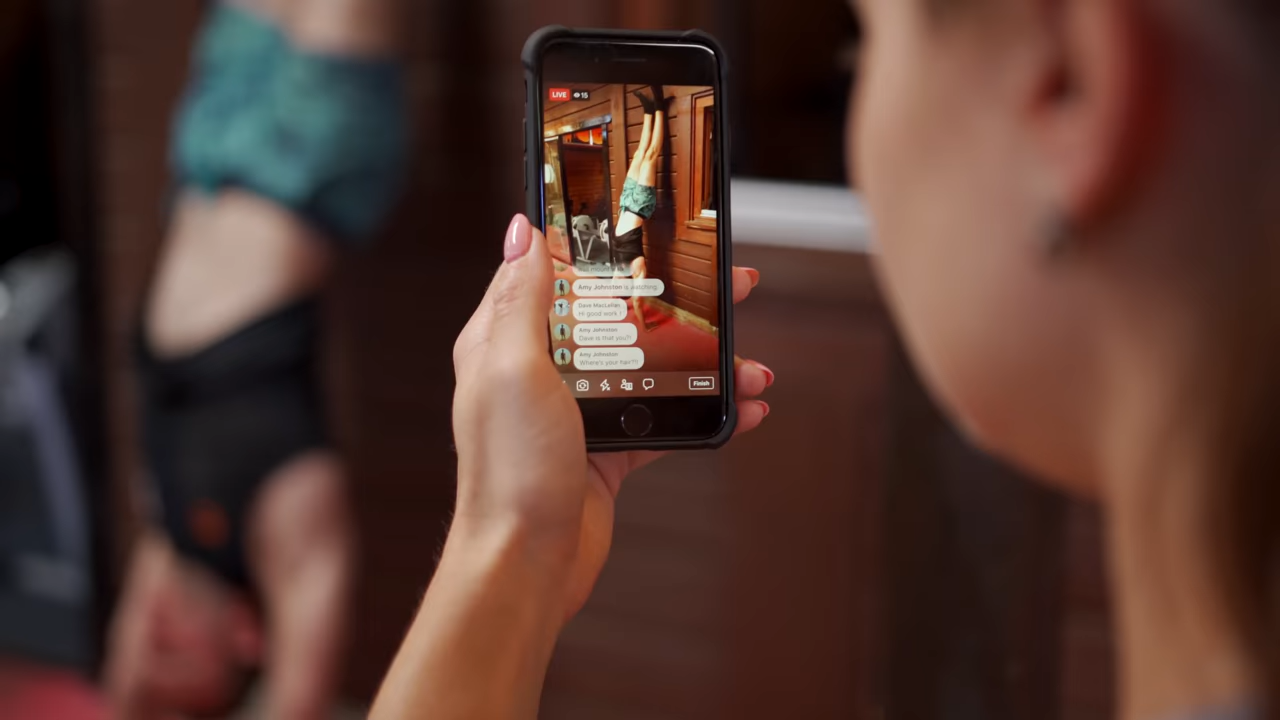 LIVE 15
Amy Johnston is watching
Dave MacLellan
Hi good work !
Amy Johnston
Dave is that you?!
Amy Johnston
Where's your hair?!!
Finish